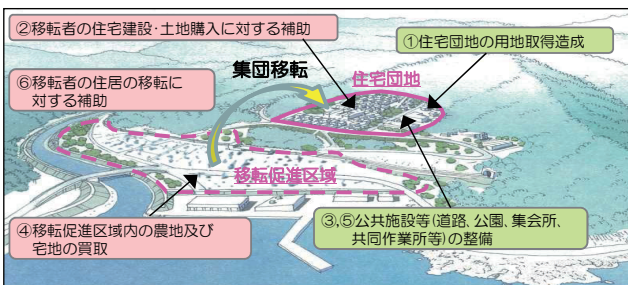 ②移転者の住宅建設・土地購入に対する補助
①住宅団地の用地取得造成
集団移転
住宅団地
⑥移転者の住居の移転に
対する補助
移転促進区域
③,⑤公共施設等(道路、公園、集会所、
共同作業所等)の整備
④移転促進区域内の農地及び
宅地の買取